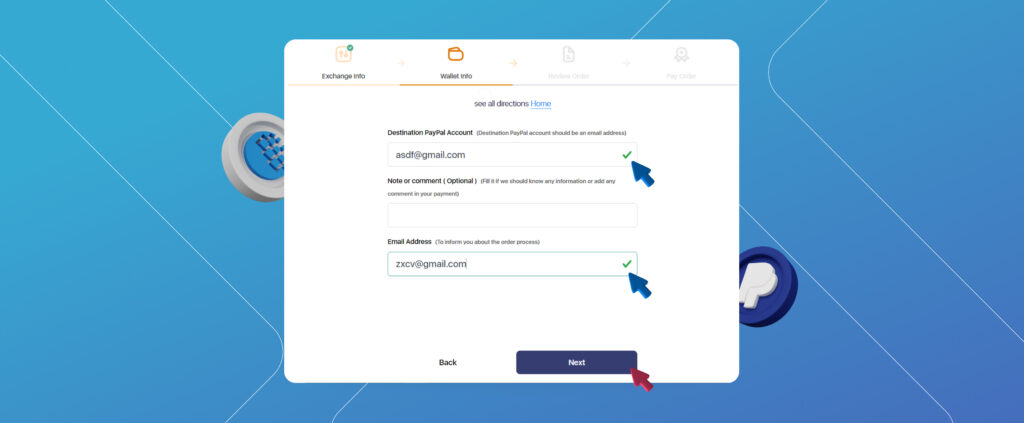 Exchange Info
Wallet Info
Review Order
Pay Order
see all directions Home
Destination PayPal Account (Destination PayPal account should be an email address)
asdf@gmail.com
Note or comment ( Optional ) (Fill it if we should know any information or add any
comment in your payment)
Email Address (To inform you about the order process)
zxcv@gmail.com
Back
Next